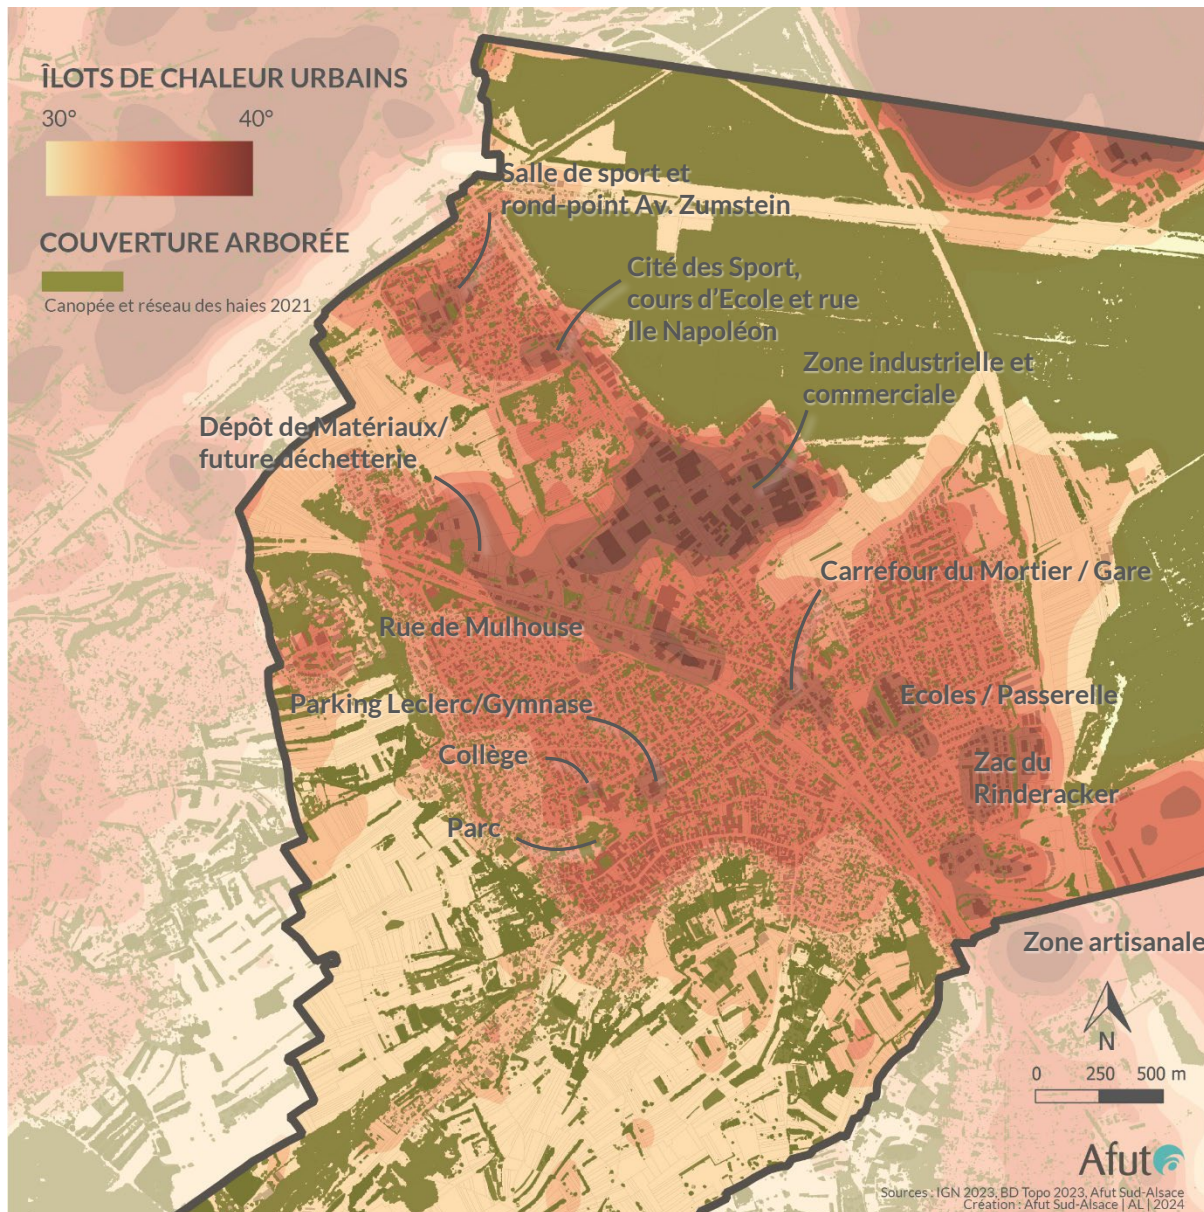 ÎLOTS DE CHALEUR URBAINS
30° 40°
COUVERTURE ARBORÉE
Canopée et réseau des haies 2021
Salle de sport et
rond-point Av. Zumstein
Cité des Sport,
cours d'Ecole et rue
Ile Napoléon
Zone industrielle et
commerciale
Dépôt de Matériaux/
future déchetterie
Carrefour du Mortier / Gare
Rue de Mulhouse
Parking Leclerc/Gymnase
Ecoles / Passerelle
Collège
Zac du
Rinderacker
Parc
Zone artisanale
N
0 250 500 m
Afut
Sources : IGN 2023, BD Topo 2023, Afut Sud-Alsace
Création : Afut Sud-Alsace | AL | 2024